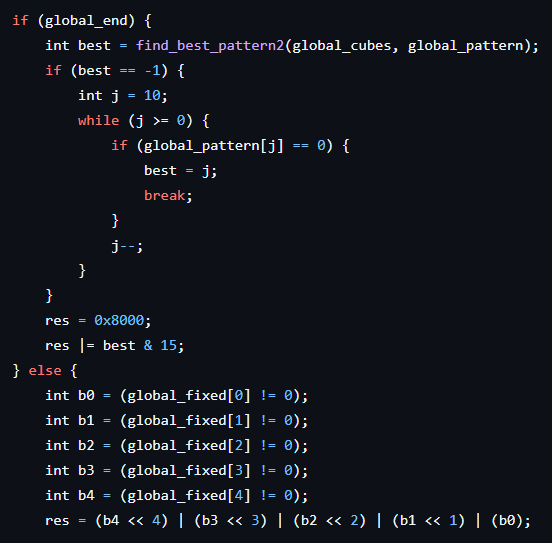 if (global_end) {
    int best = find_best_pattern2(global_cubes, global_pattern);
    if (best == -1) {
        int j = 10;
        while (j >= 0) {
            if (global_pattern[j] == 0) {
                best = j;
                break;
            }
            j--;
        }
    }
    res = 0x8000;
    res |= best & 15;
} else {
    int b0 = (global_fixed[0] != 0);
    int b1 = (global_fixed[1] != 0);
    int b2 = (global_fixed[2] != 0);
    int b3 = (global_fixed[3] != 0);
    int b4 = (global_fixed[4] != 0);
    res = (b4 << 4) | (b3 << 3) | (b2 << 2) | (b1 << 1) | (b0);